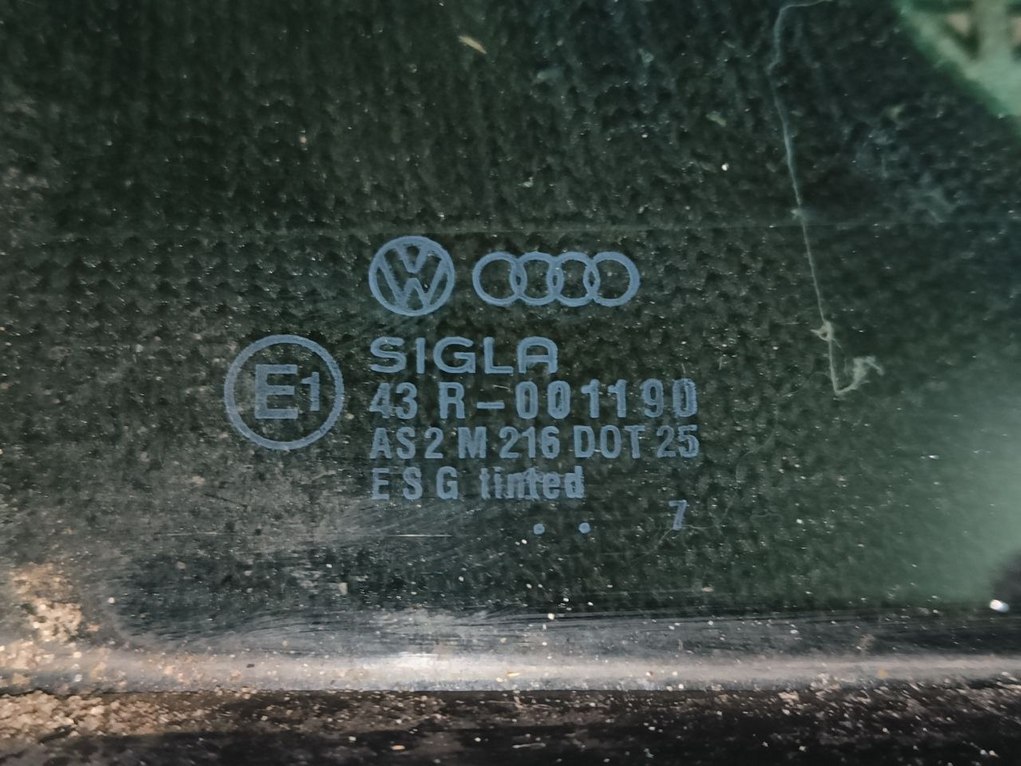 VW
E1
SIGLA
43 R-001190
AS2 M 216 DOT 25
ESG tinted
. . 7